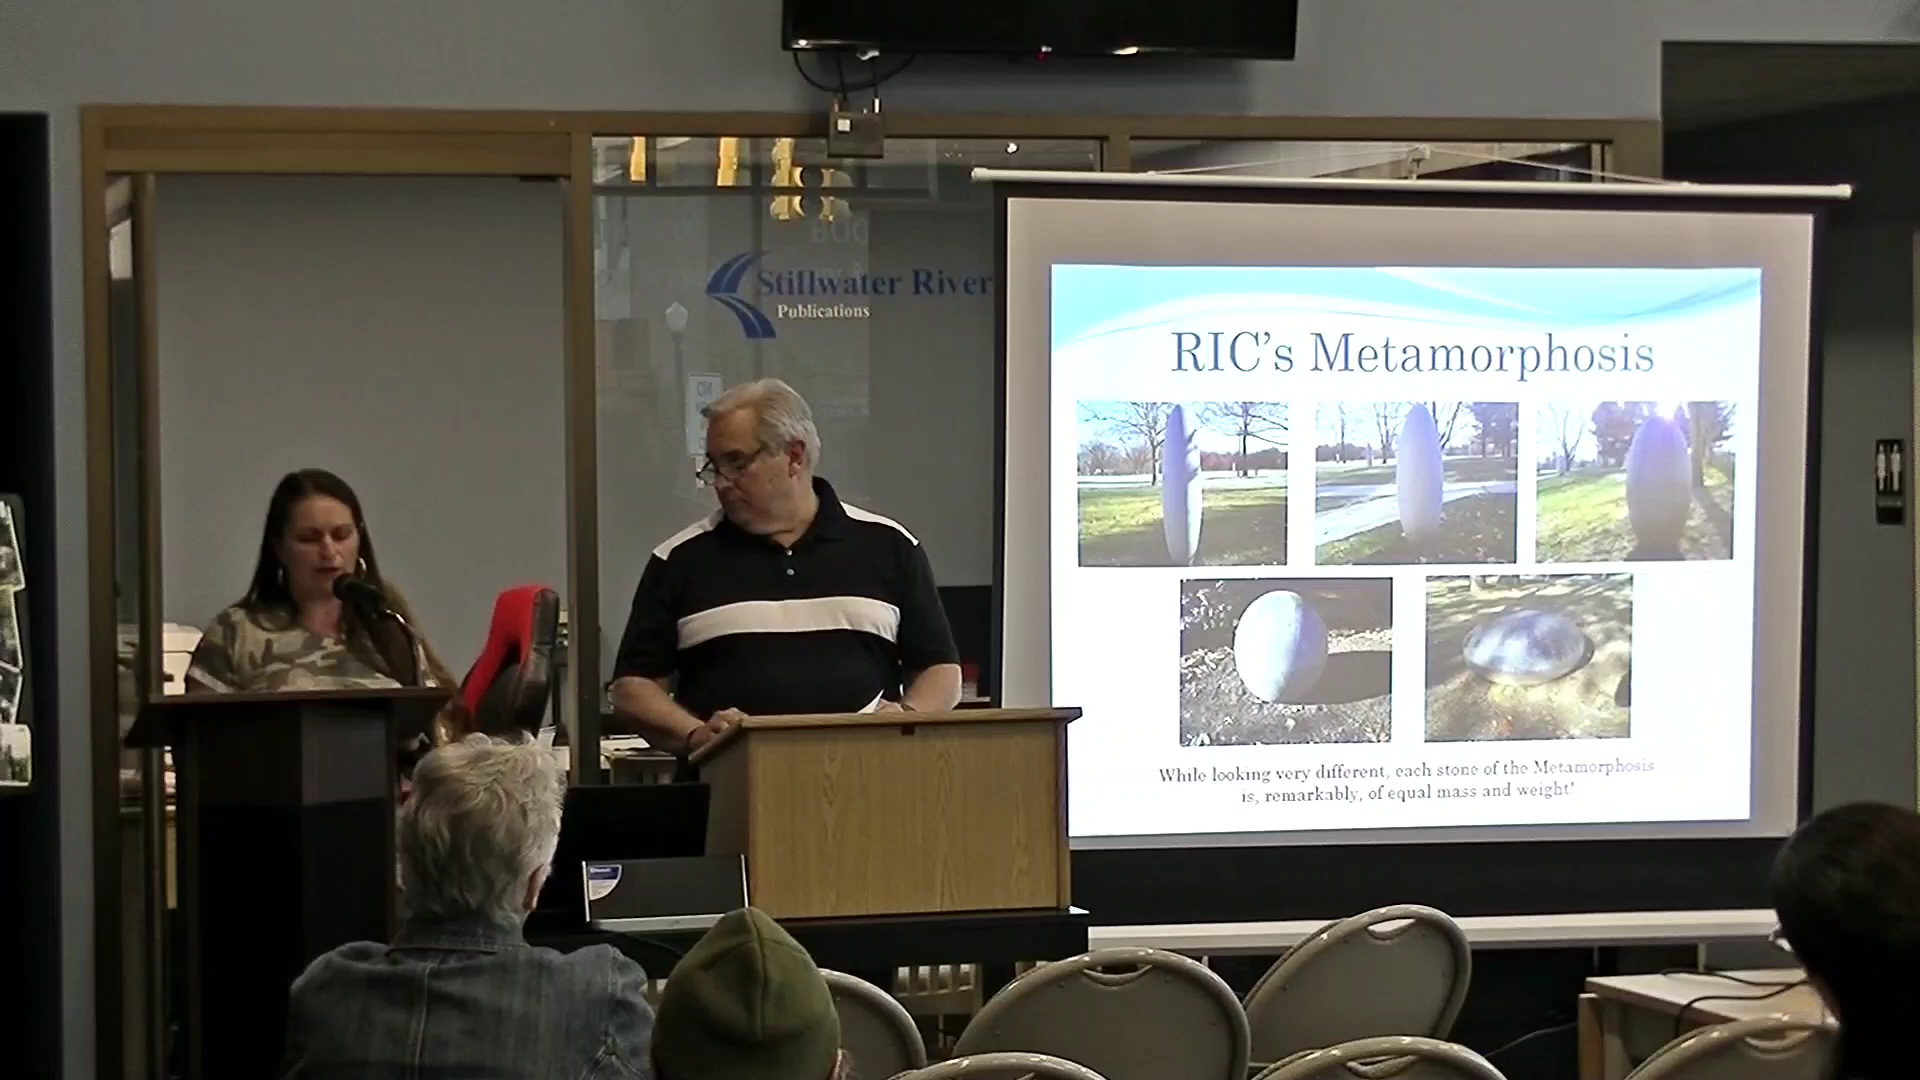 Stillwater River
Publications
RIC's Metamorphosis
While looking very different, each stone of the Metamorphosis
is, remarkably, of equal mass and weight!